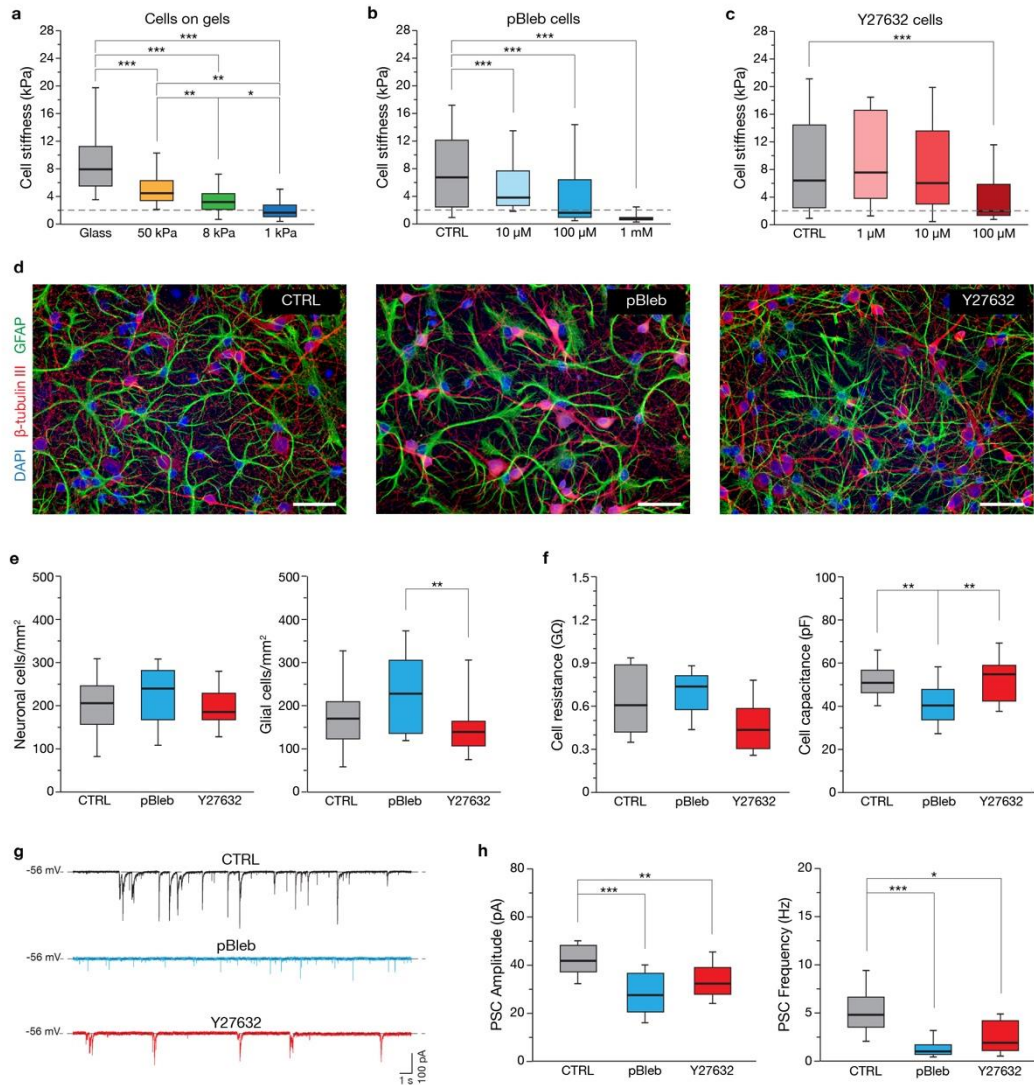 a
Cells on gels
Cell stiffness (kPa)
28
24
20
16
12
8
4
0
***
***
***
**
**
*
Glass 50 kPa 8 kPa 1 kPa
b
pBleb cells
Cell stiffness (kPa)
28
24
20
16
12
8
4
0
***
***
***
CTRL 10 µM 100 µM 1 mM
c
Y27632 cells
Cell stiffness (kPa)
28
24
20
16
12
8
4
0
***
CTRL 1 µM 10 µM 100 µM
d
DAPI β-tubulin III GFAP
CTRL
pBleb
Y27632
e
Neuronal cells/mm²
500
400
300
200
100
0
CTRL pBleb Y27632
Glial cells/mm²
500
400
300
200
100
0
**
CTRL pBleb Y27632
f
Cell resistance (GΩ)
1.5
1.2
0.9
0.6
0.3
0
CTRL pBleb Y27632
Cell capacitance (pF)
100
80
60
40
20
0
** **
CTRL pBleb Y27632
g
CTRL
-56 mV
pBleb
-56 mV
Y27632
-56 mV
1 s
100 pA
h
PSC Amplitude (pA)
80
60
40
20
0
**
***
CTRL pBleb Y27632
PSC Frequency (Hz)
20
15
10
5
0
*
***
CTRL pBleb Y27632